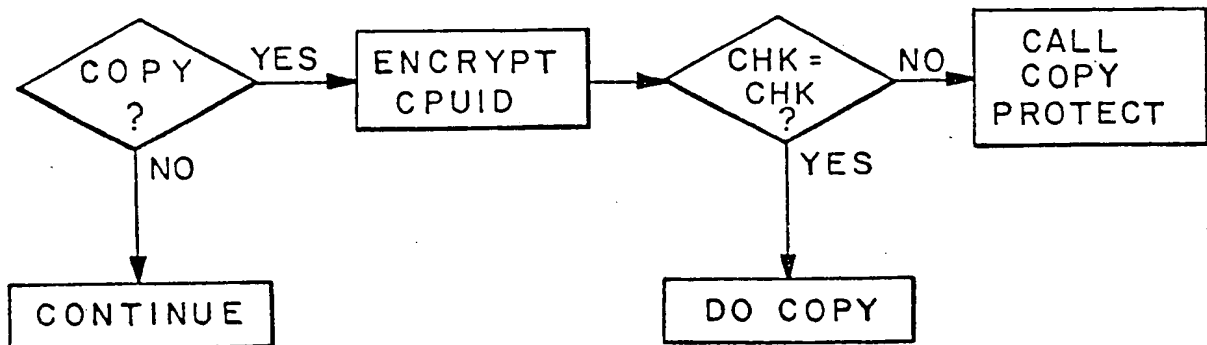 COPY
?
YES
NO
CONTINUE
ENCRYPT
CPUID
CHK =
CHK
?
NO
YES
DO COPY
CALL
COPY
PROTECT